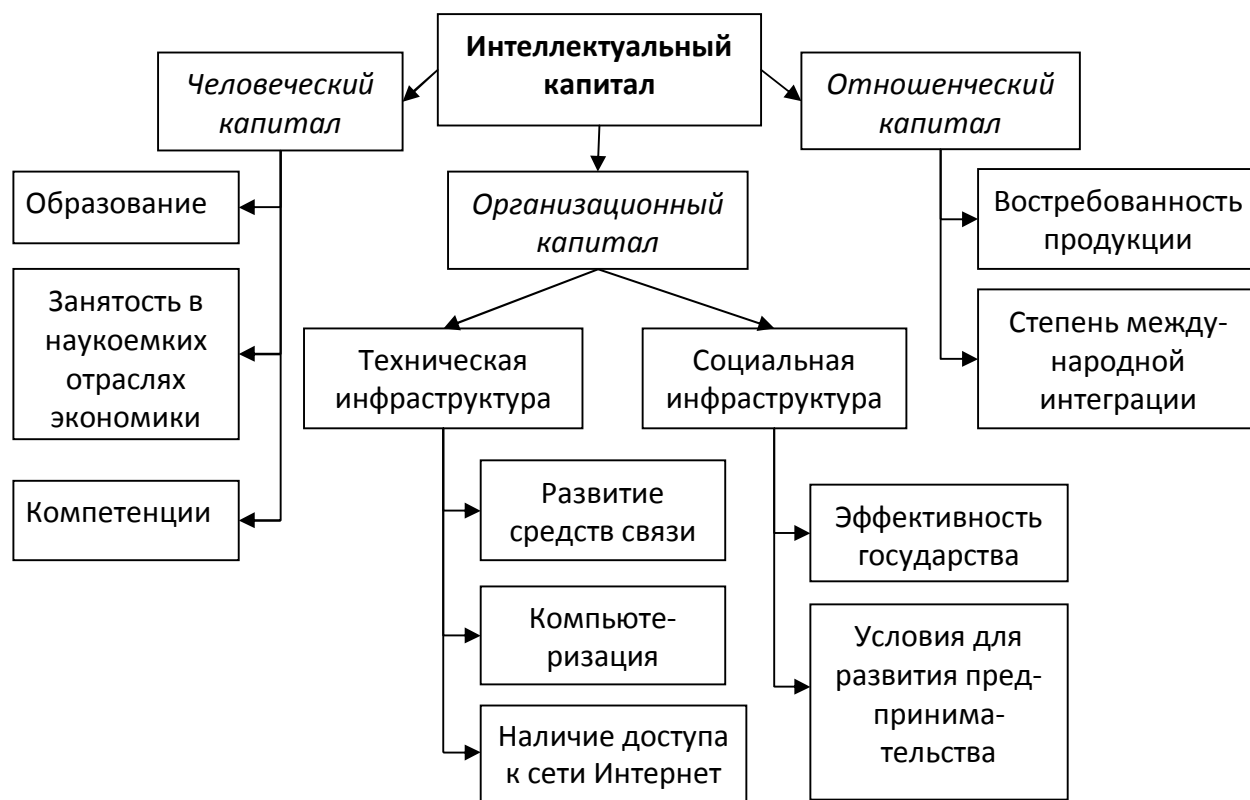 Интеллектуальный
капитал
Человеческий
капитал
Отношенческий
капитал
Образование
Занятость в
наукоемких
отраслях
экономики
Компетенции
Организационный
капитал
Техническая
инфраструктура
Развитие
средств связи
Компьюте-
ризация
Наличие доступа
к сети Интернет
Социальная
инфраструктура
Эффективность
государства
Условия для
развития пред-
принима-
тельства
Востребованность
продукции
Степень между-
народной
интеграции